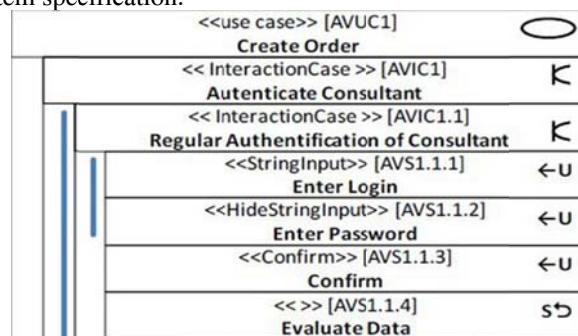 tem specification.
<<use case>> [AVUC1]
Create Order
<< InteractionCase >> [AVIC1]
Autenticate Consultant
<< InteractionCase >> [AVIC1.1]
Regular Authentification of Consultant
<<StringInput>> [AVS1.1.1]
Enter Login
←U
<<HideStringInput>> [AVS1.1.2]
Enter Password
←U
<<Confirm>> [AVS1.1.3]
Confirm
←U
<< >> [AVS1.1.4]
Evaluate Data
S⮌